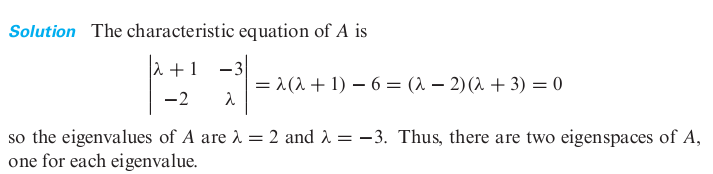 Solution The characteristic equation of A is
|λ + 1 −3|
|−2 λ| = λ(λ + 1) − 6 = (λ − 2)(λ + 3) = 0
so the eigenvalues of A are λ = 2 and λ = −3. Thus, there are two eigenspaces of A,
one for each eigenvalue.